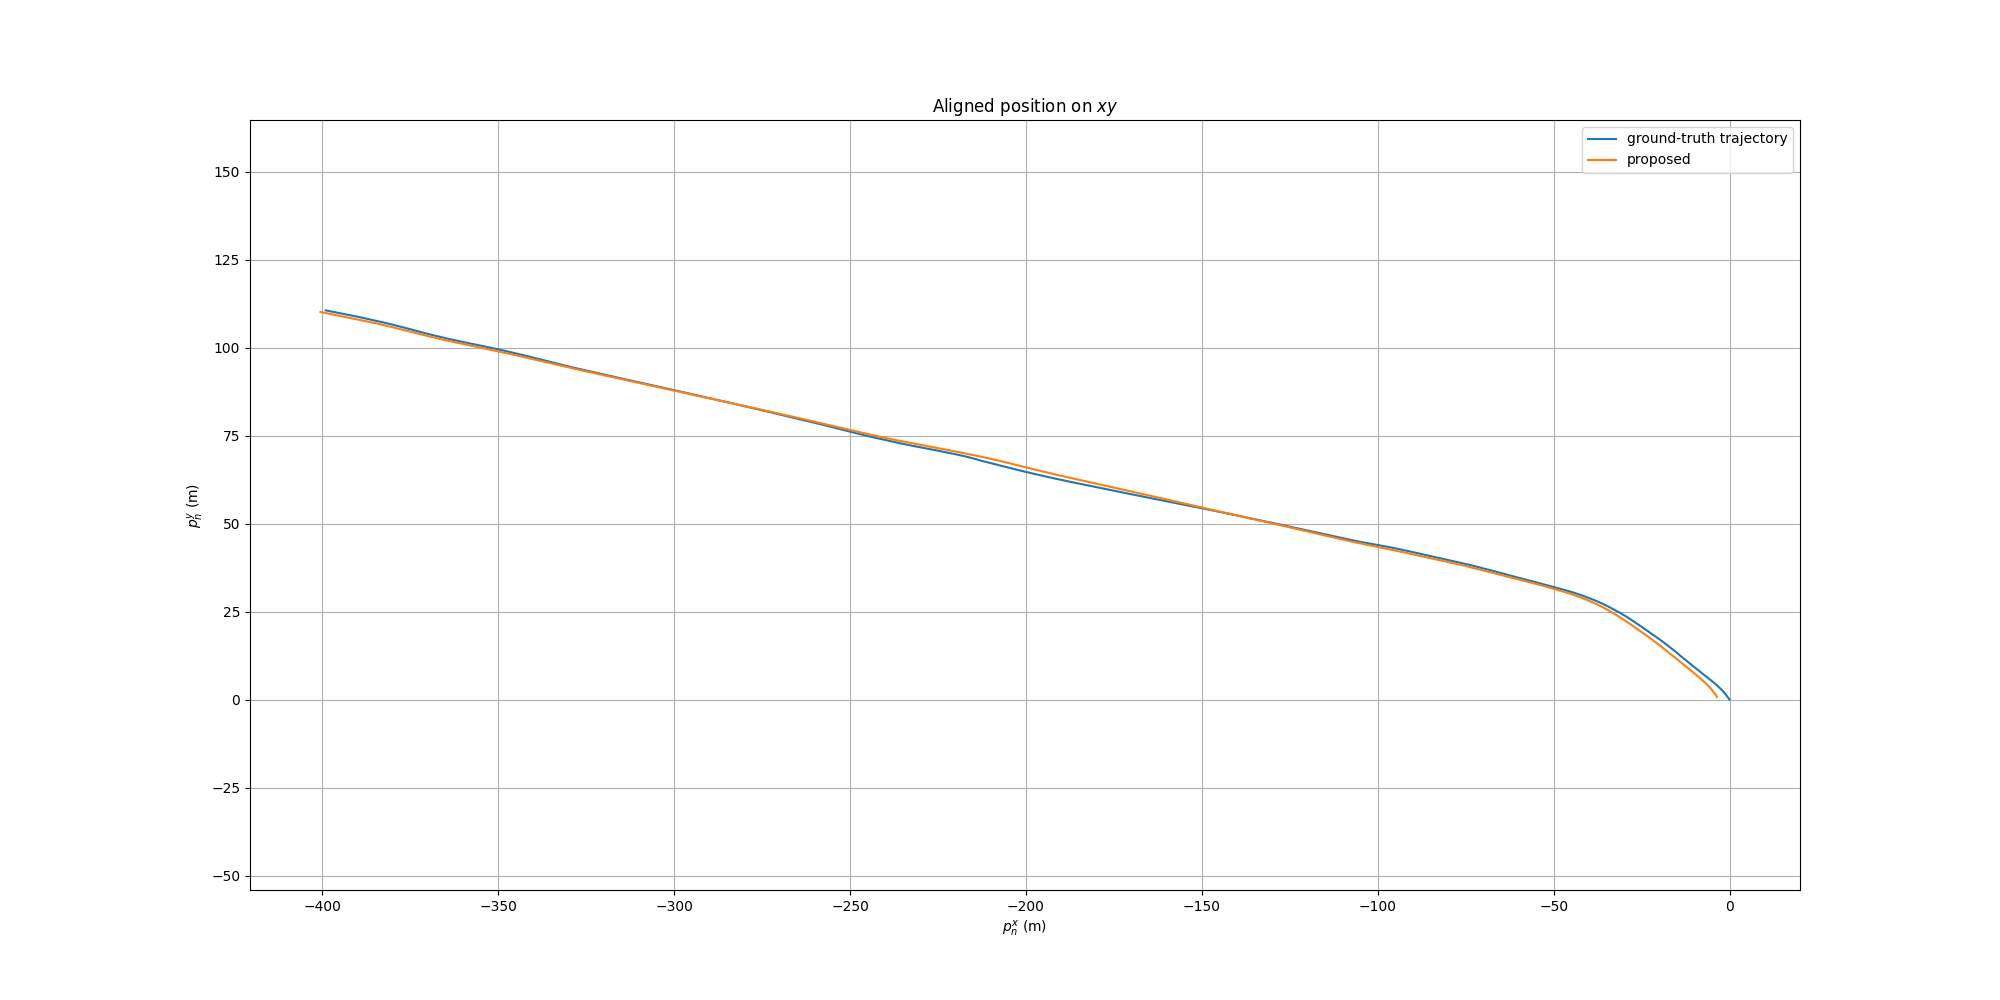 Aligned position on xy
ground-truth trajectory
proposed
150
125
100
75
50
25
0
−25
−50
p_n^y (m)
−400 −350 −300 −250 −200 −150 −100 −50 0
p_n^x (m)